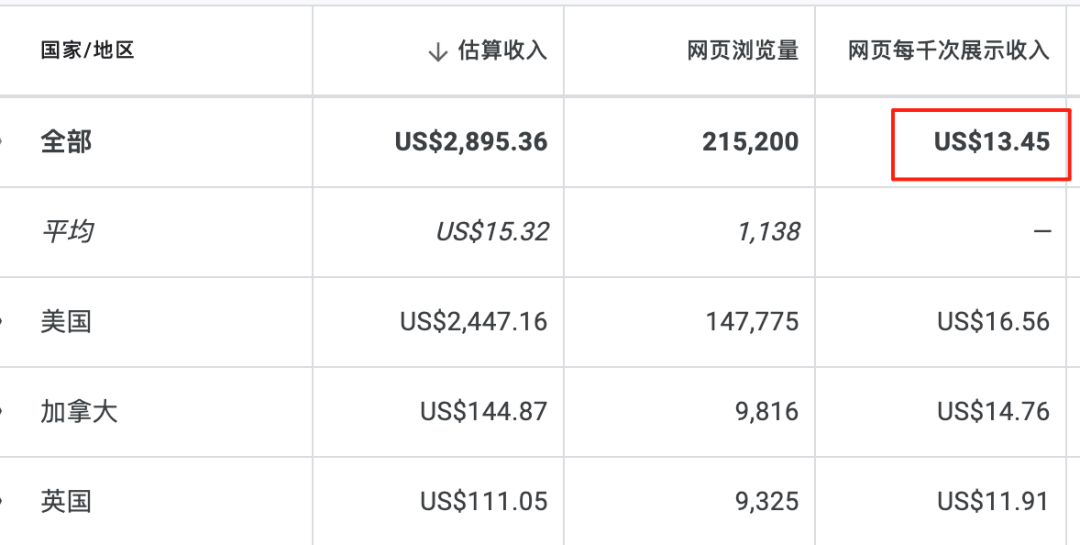 国家/地区 ↓ 估算收入 网页浏览量 网页每千次展示收入
全部 US$2,895.36 215,200 US$13.45
平均 US$15.32 1,138 —
美国 US$2,447.16 147,775 US$16.56
加拿大 US$144.87 9,816 US$14.76
英国 US$111.05 9,325 US$11.91